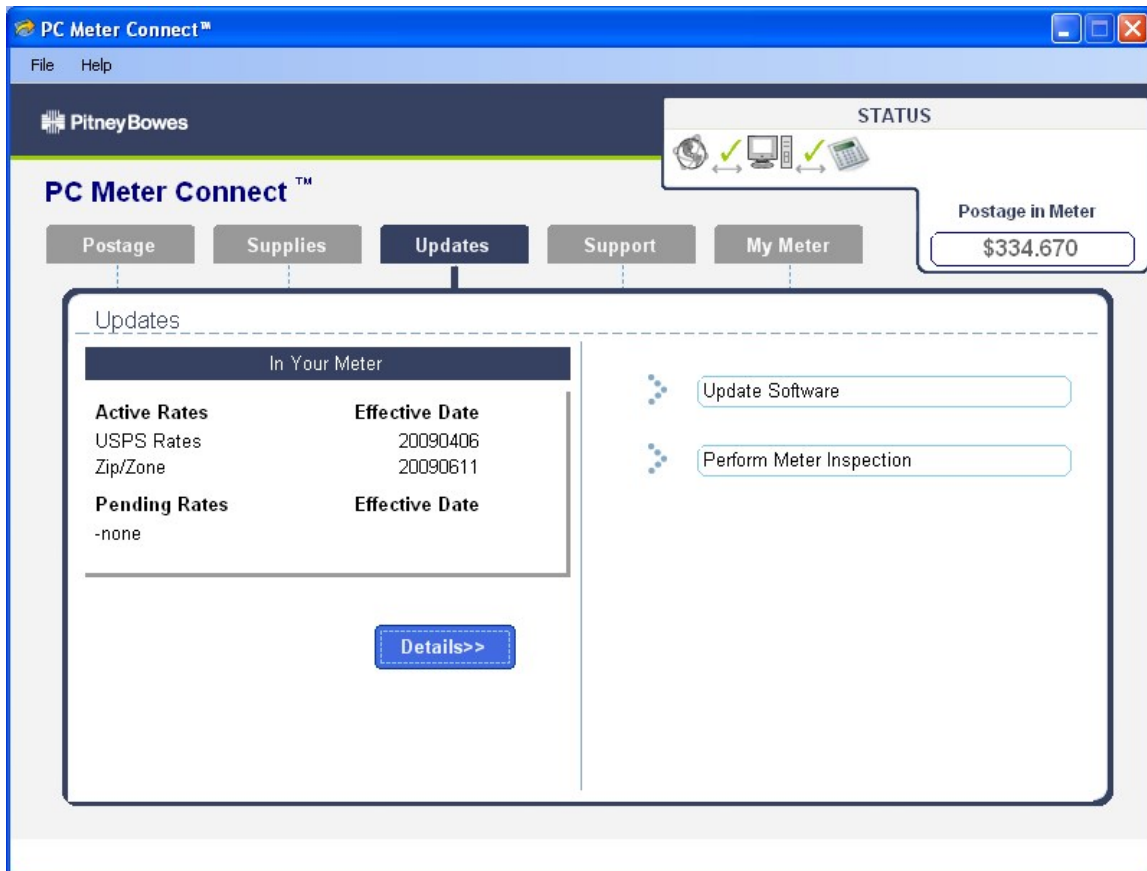 PC Meter Connect™
File Help
PitneyBowes
STATUS
PC Meter Connect ™
Postage in Meter
$334.670
Postage Supplies Updates Support My Meter
Updates
In Your Meter
Active Rates Effective Date
USPS Rates 20090406
Zip/Zone 20090611
Pending Rates Effective Date
-none
Details>>
Update Software
Perform Meter Inspection